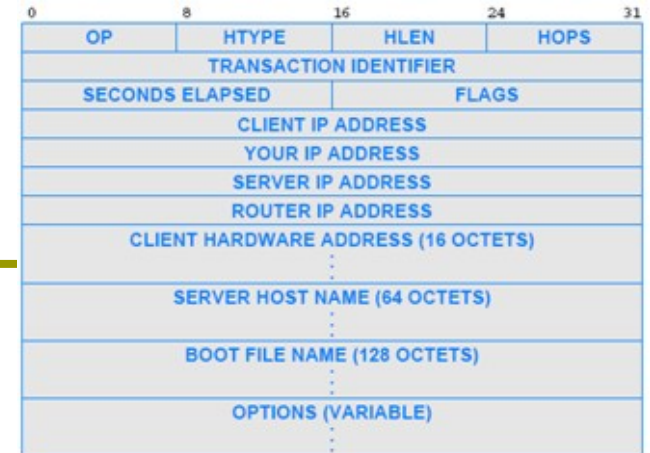 0 8 16 24 31
OP HTYPE HLEN HOPS
TRANSACTION IDENTIFIER
SECONDS ELAPSED FLAGS
CLIENT IP ADDRESS
YOUR IP ADDRESS
SERVER IP ADDRESS
ROUTER IP ADDRESS
CLIENT HARDWARE ADDRESS (16 OCTETS)
SERVER HOST NAME (64 OCTETS)
BOOT FILE NAME (128 OCTETS)
OPTIONS (VARIABLE)